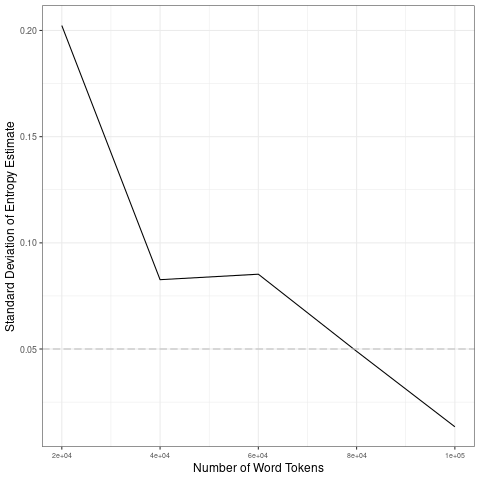 Standard Deviation of Entropy Estimate
0.20
0.15
0.10
0.05
2e+04 4e+04 6e+04 8e+04 1e+05
Number of Word Tokens